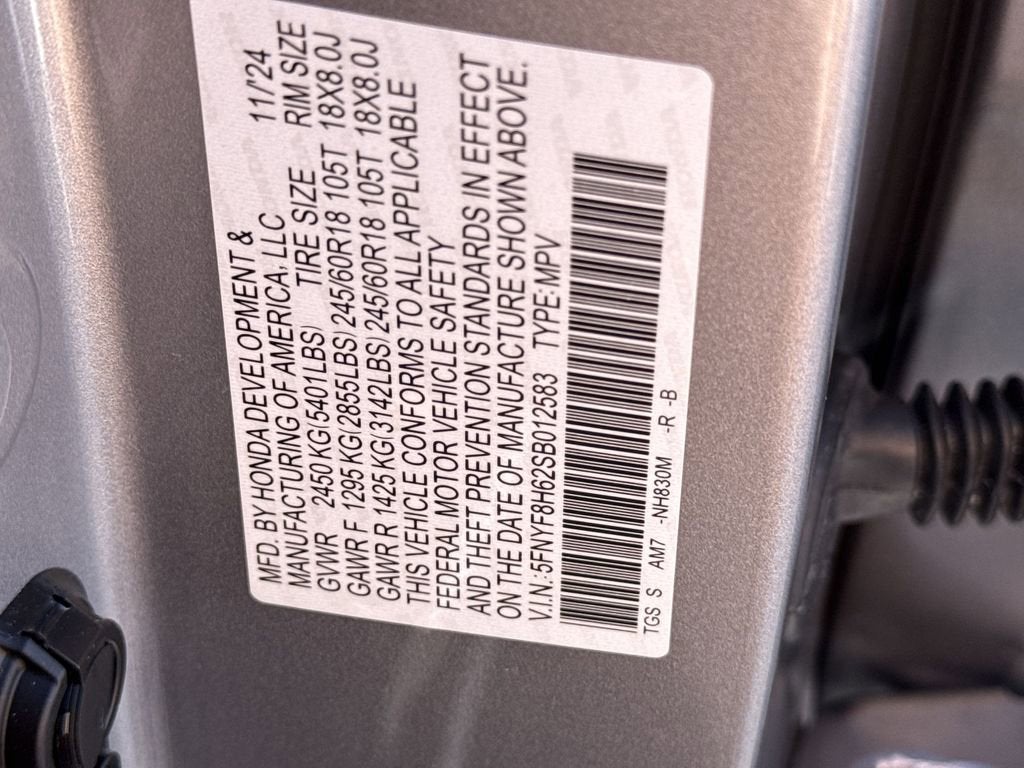 MFD. BY HONDA DEVELOPMENT &
MANUFACTURING OF AMERICA, LLC 11/24
GVWR 2450 KG(5401LBS) TIRE SIZE RIM SIZE
GAWR F 1295 KG(2855LBS) 245/60R18 105T 18X8.0J
GAWR R 1425 KG(3142LBS) 245/60R18 105T 18X8.0J
THIS VEHICLE CONFORMS TO ALL APPLICABLE
FEDERAL MOTOR VEHICLE SAFETY
AND THEFT PREVENTION STANDARDS IN EFFECT
ON THE DATE OF MANUFACTURE SHOWN ABOVE.
V.I.N.:5FNYF8H62SB012583 TYPE:MPV
TGS S AM7 -NH830M -R -B